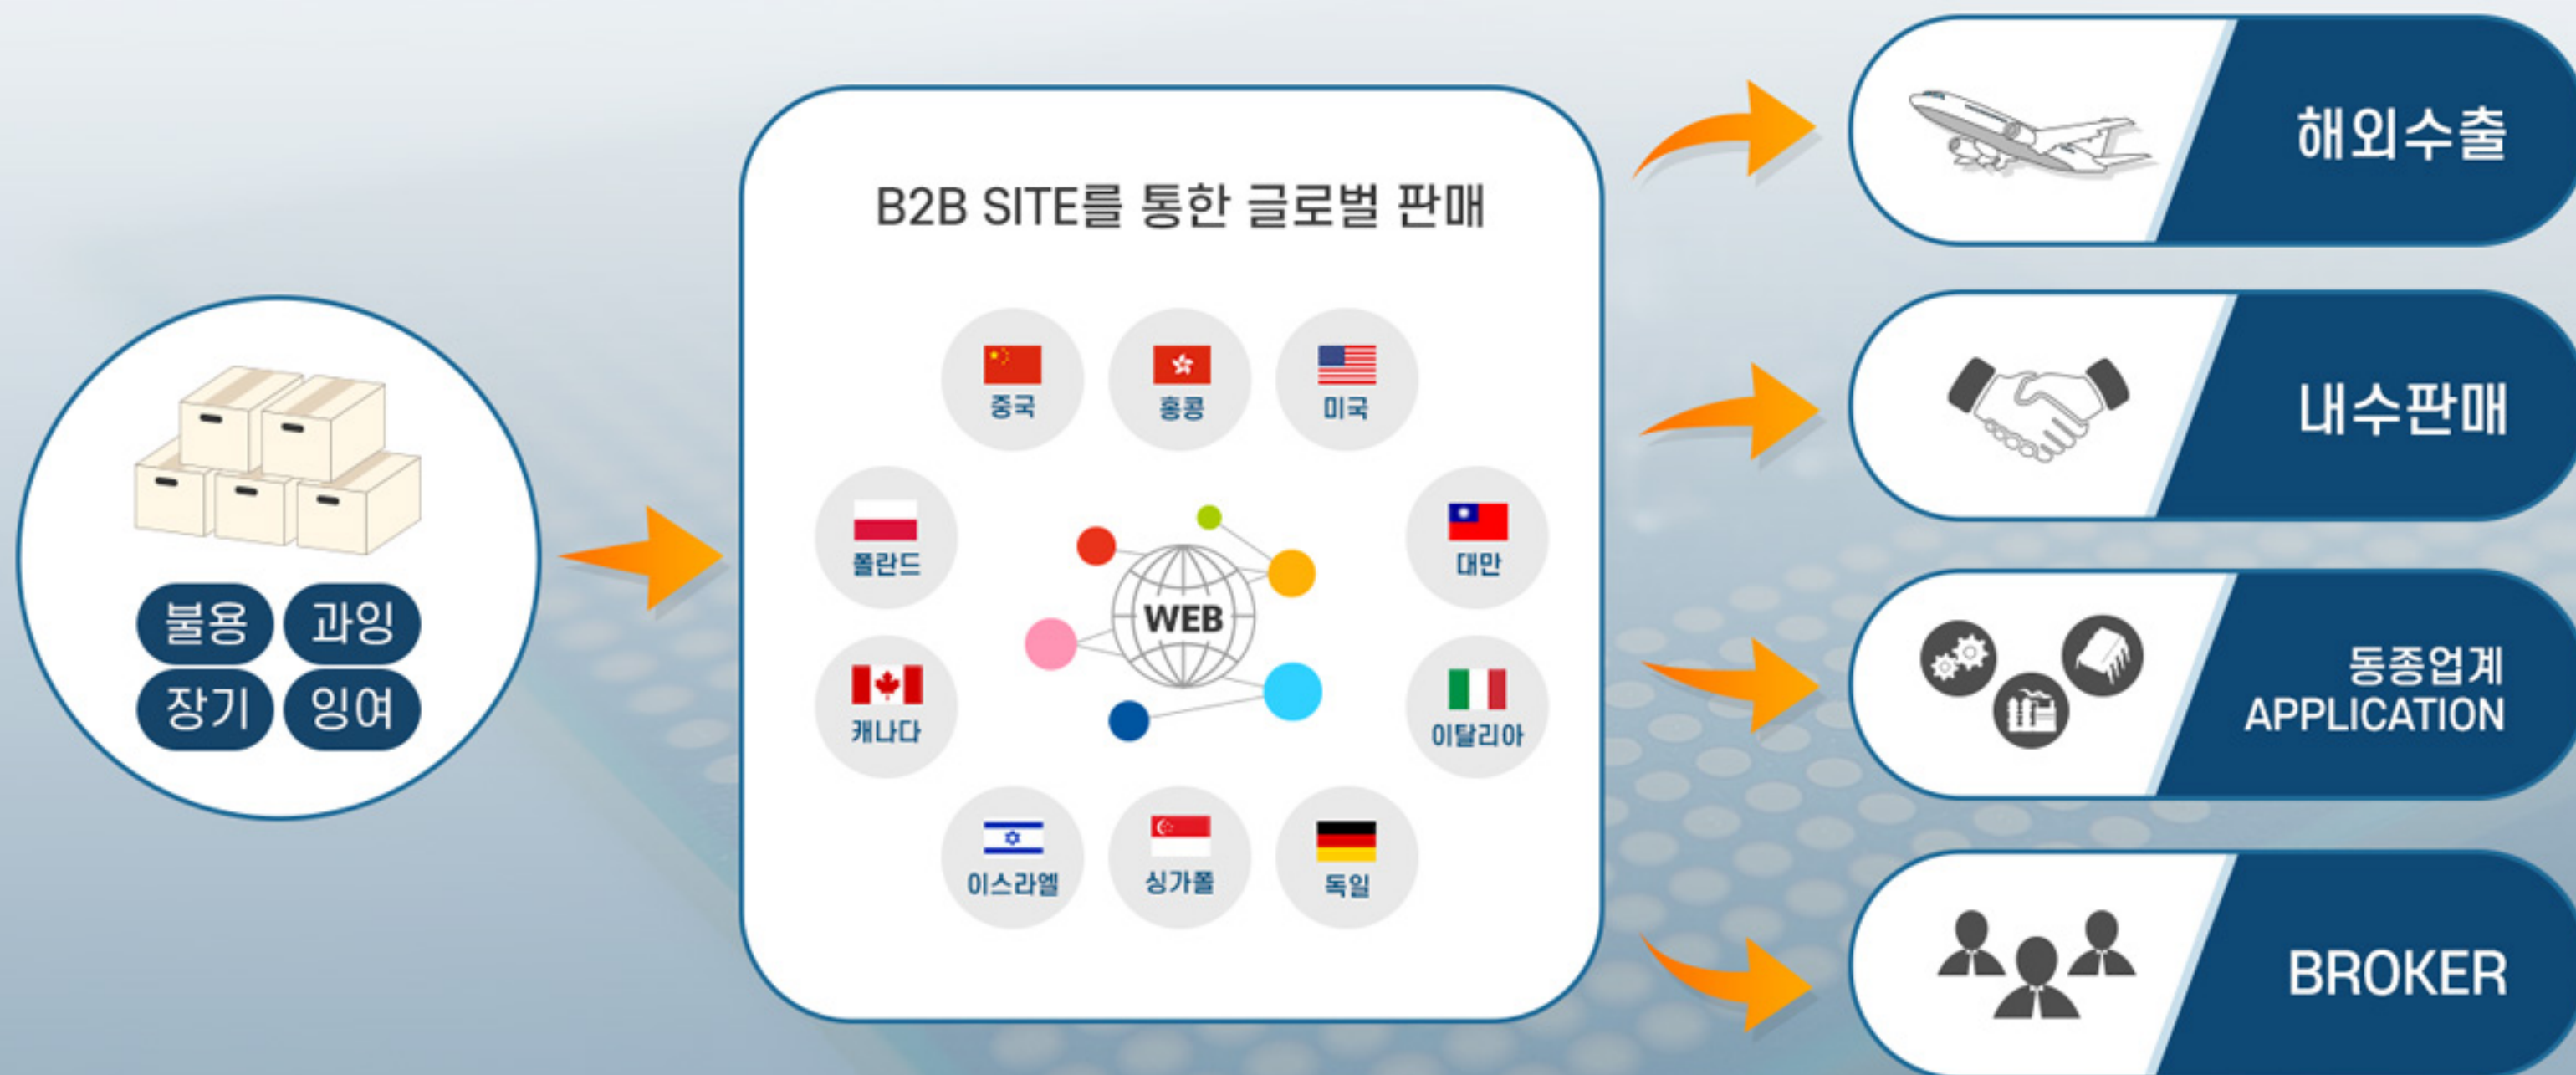 불용 과잉
장기 잉여
B2B SITE를 통한 글로벌 판매
중국 홍콩 미국
폴란드 대만
WEB
캐나다 이탈리아
이스라엘 싱가폴 독일
해외수출
내수판매
동종업계
APPLICATION
BROKER